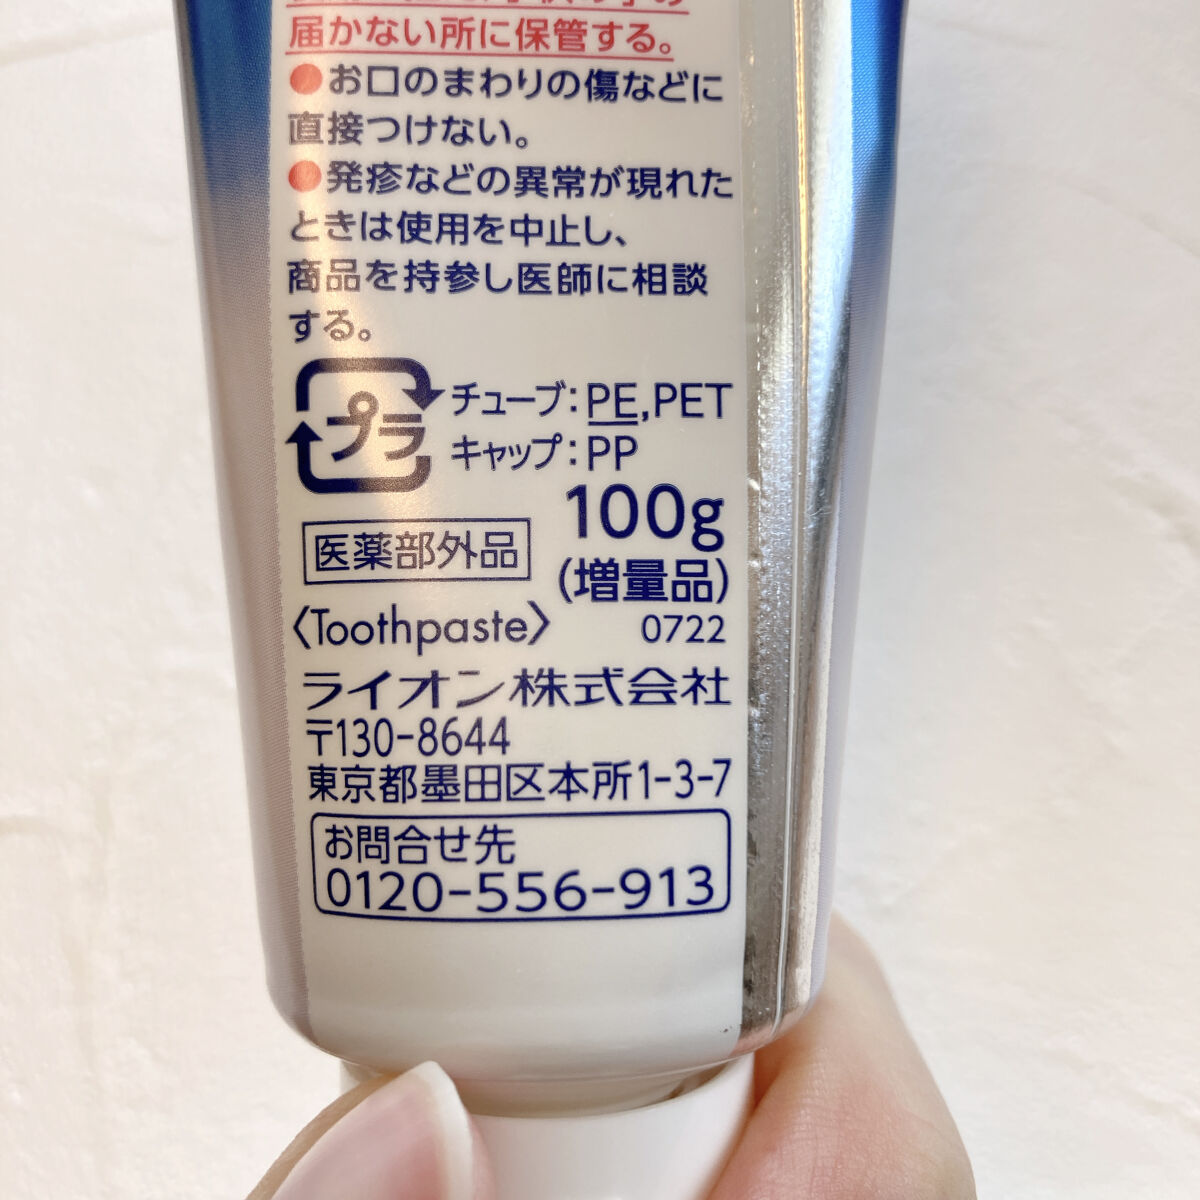 届かない所に保管する。
●お口のまわりの傷などに
直接つけない。
●発疹などの異常が現れた
ときは使用を中止し、
商品を持参し医師に相談
する。
プラ
チューブ:PE,PET
キャップ:PP
100g
医薬部外品
(増量品)
〈Toothpaste〉 0722
ライオン株式会社
〒130-8644
東京都墨田区本所1-3-7
お問合せ先
0120-556-913